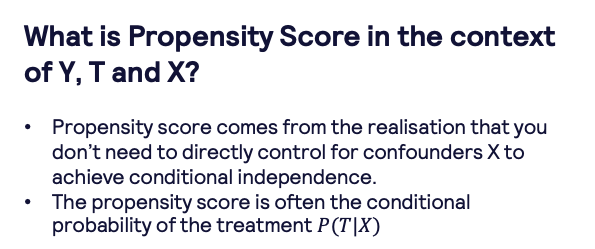 What is Propensity Score in the context
of Y, T and X?
• Propensity score comes from the realisation that you
don’t need to directly control for confounders X to
achieve conditional independence.
• The propensity score is often the conditional
probability of the treatment P(T|X)